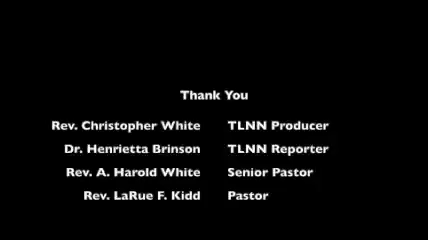 Thank You
Rev. Christopher White TLNN Producer
Dr. Henrietta Brinson TLNN Reporter
Rev. A. Harold White Senior Pastor
Rev. LaRue F. Kidd Pastor